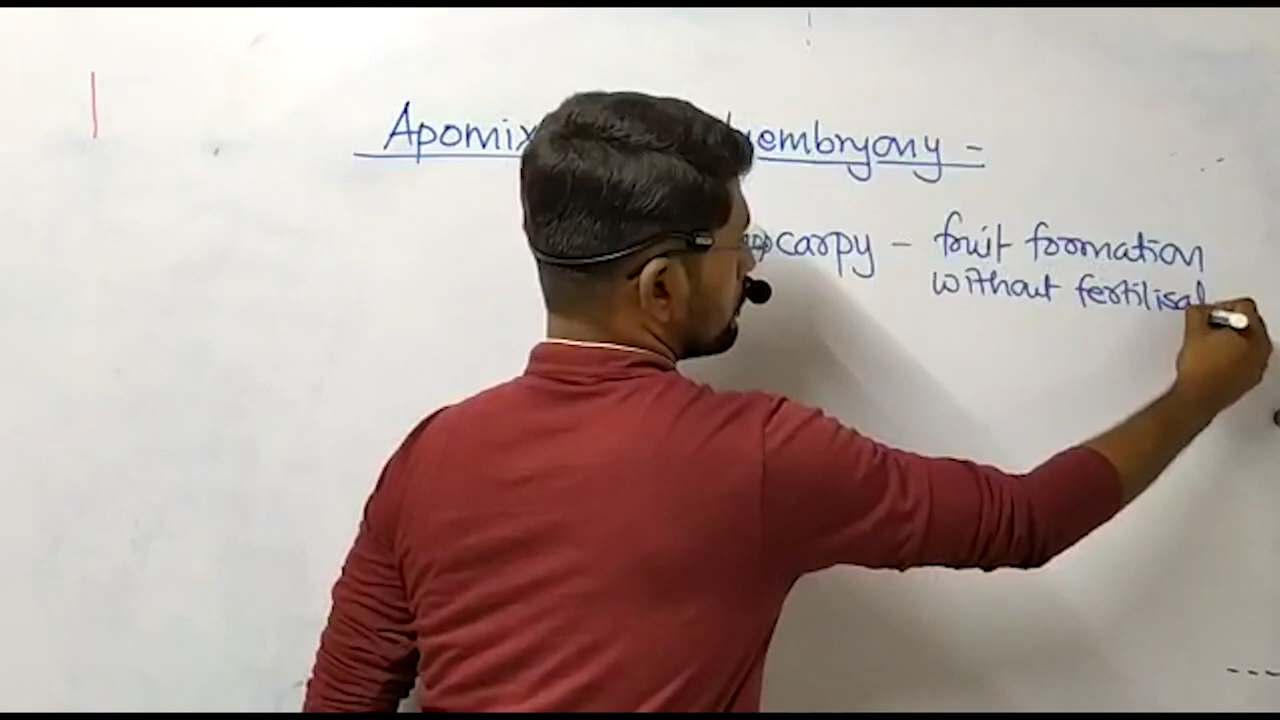 Apomix embryony -
carpy - fruit formation
without fertilisa